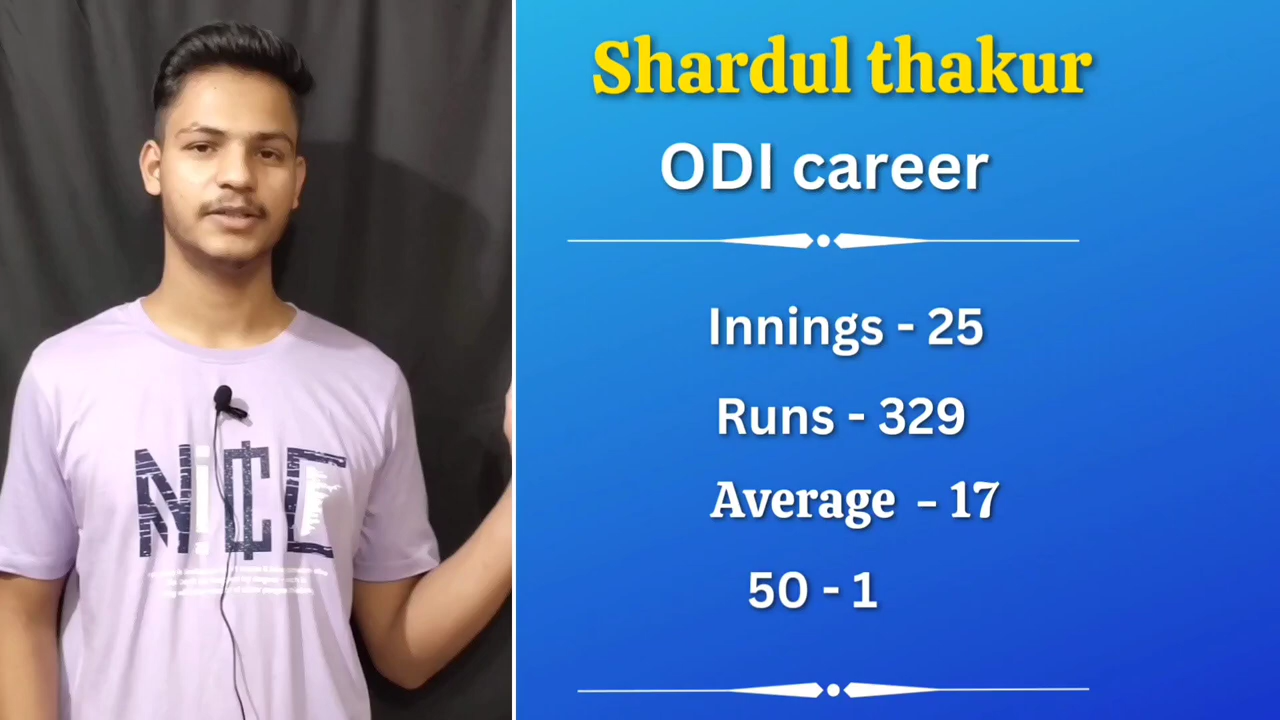 Shardul thakur
ODI career
Innings - 25
Runs - 329
Average - 17
50 - 1
NiCE